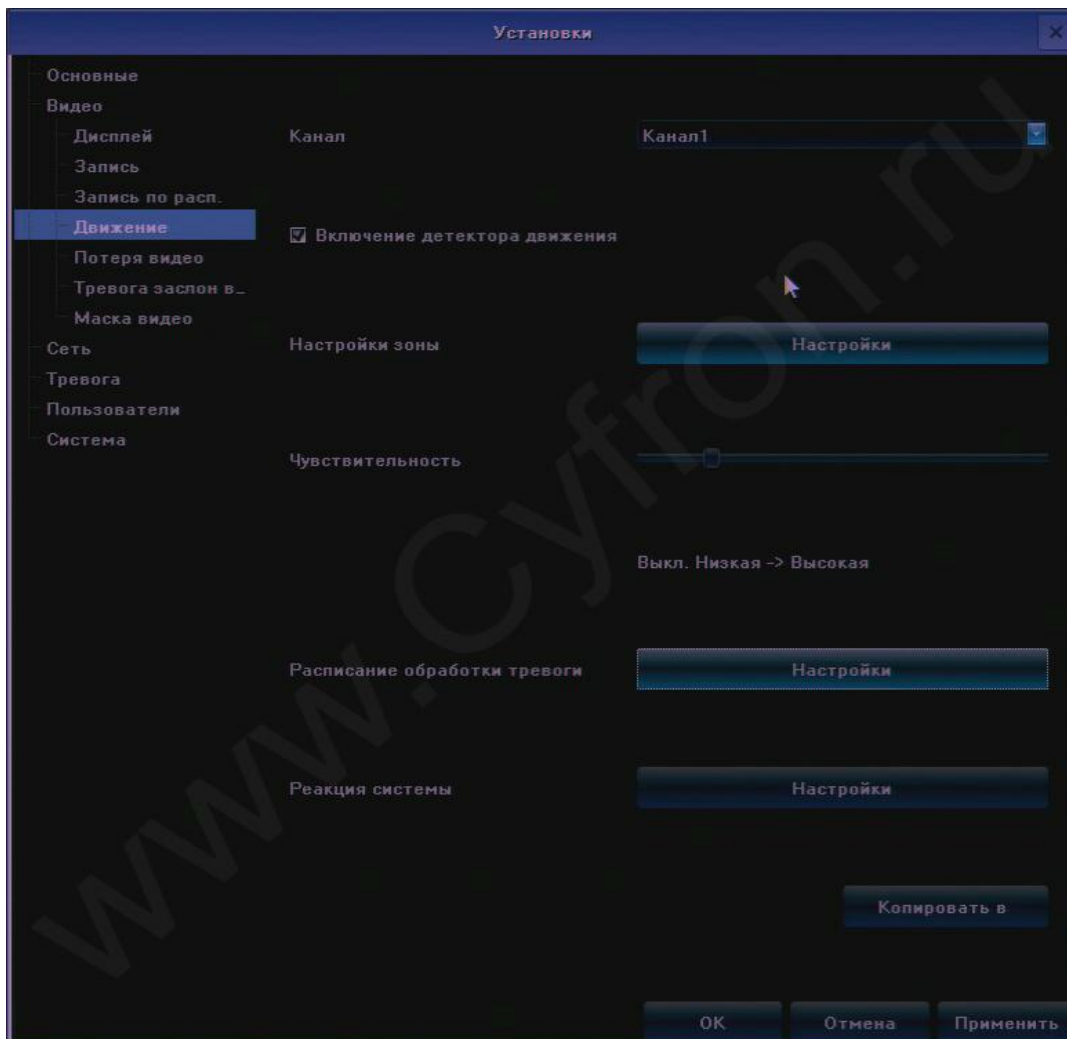 Установки
Основные
Видео
Дисплей
Запись
Запись по расп.
Движение
Потеря видео
Тревога заслон в_
Маска видео
Сеть
Тревога
Пользователи
Система
Канал
Канал1
Включение детектора движения
Настройки зоны
Настройки
Чувствительность
Выкл. Низкая -> Высокая
Расписание обработки тревоги
Настройки
Реакция системы
Настройки
Копировать в
OK
Отмена
Применить
www.Cyfron.ru